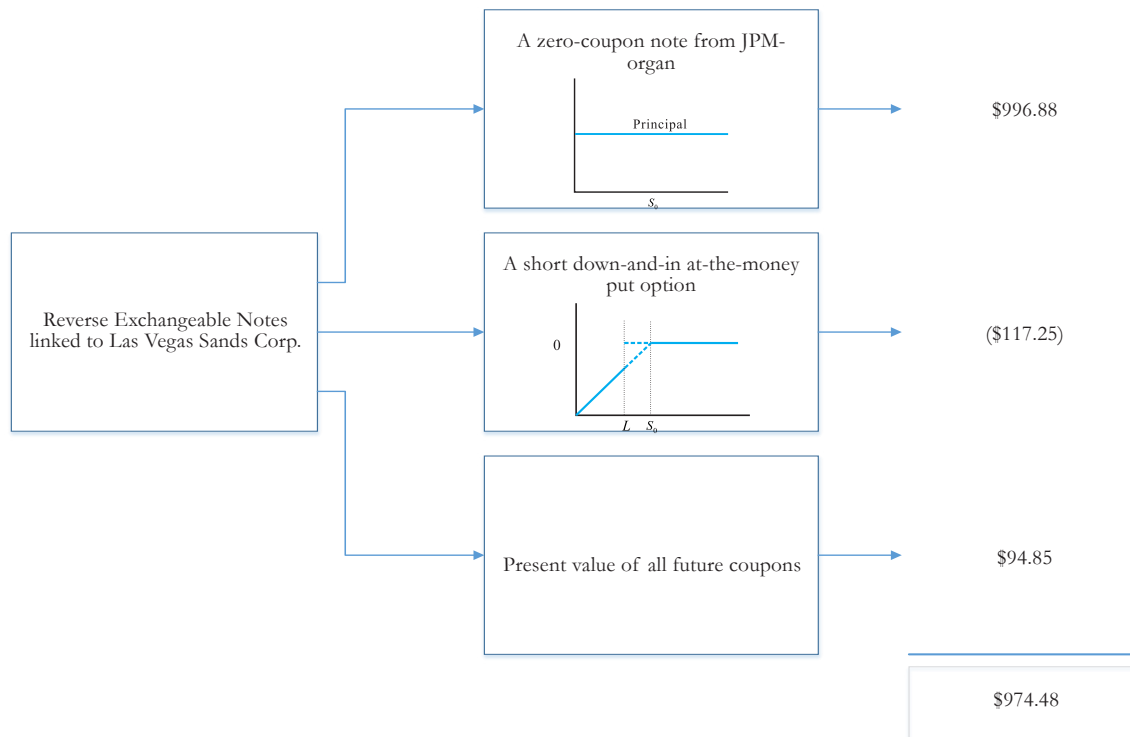 A zero-coupon note from JPM-
organ
Principal
S₀
$996.88
Reverse Exchangeable Notes
linked to Las Vegas Sands Corp.
A short down-and-in at-the-money
put option
0
L S₀
($117.25)
Present value of all future coupons
$94.85
$974.48